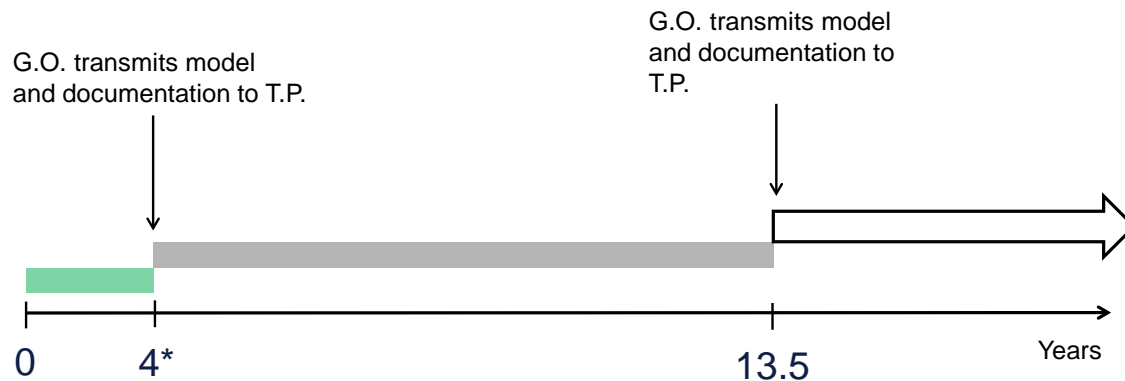 G.O. transmits model
and documentation to T.P.
G.O. transmits model
and documentation to
T.P.
0
4*
13.5
Years